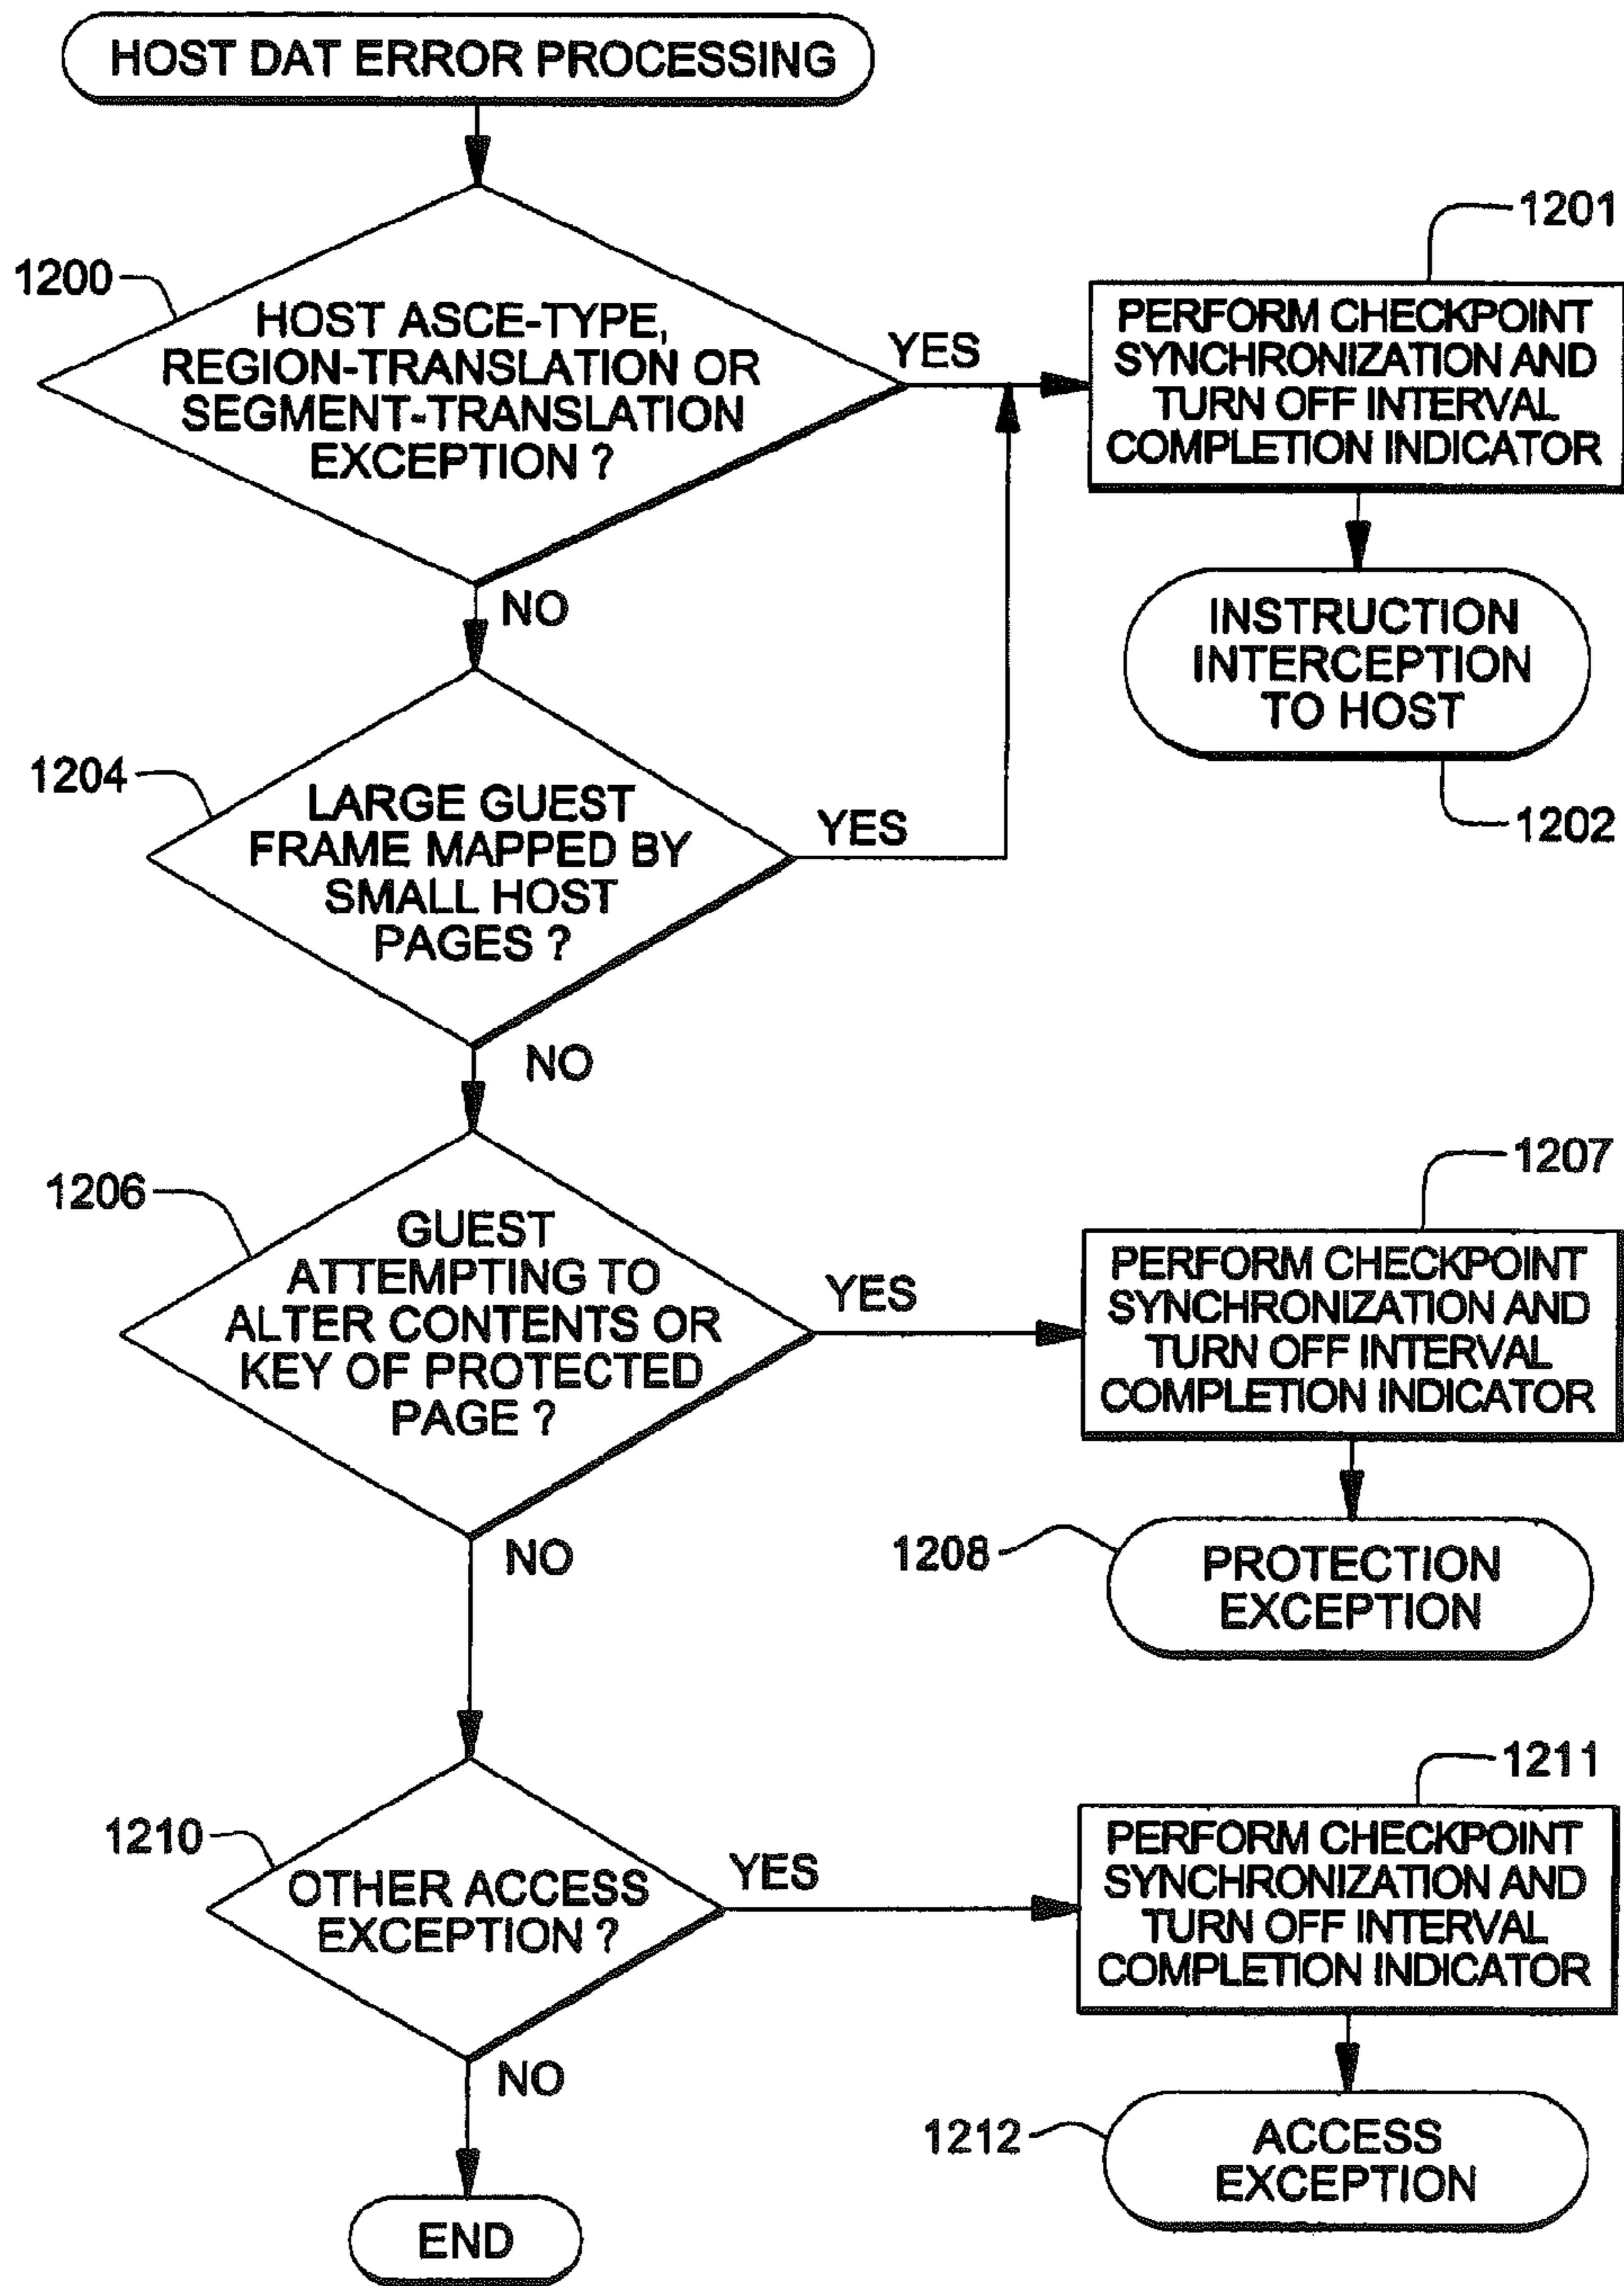 HOST DAT ERROR PROCESSING
1200
HOST ASCE-TYPE,
REGION-TRANSLATION OR
SEGMENT-TRANSLATION
EXCEPTION ?
YES
1201
PERFORM CHECKPOINT
SYNCHRONIZATION AND
TURN OFF INTERVAL
COMPLETION INDICATOR
NO
INSTRUCTION
INTERCEPTION
TO HOST
1202
1204
LARGE GUEST
FRAME MAPPED BY
SMALL HOST
PAGES ?
YES
NO
1206
GUEST
ATTEMPTING TO
ALTER CONTENTS OR
KEY OF PROTECTED
PAGE ?
YES
1207
PERFORM CHECKPOINT
SYNCHRONIZATION AND
TURN OFF INTERVAL
COMPLETION INDICATOR
NO
1208
PROTECTION
EXCEPTION
1210
OTHER ACCESS
EXCEPTION ?
YES
1211
PERFORM CHECKPOINT
SYNCHRONIZATION AND
TURN OFF INTERVAL
COMPLETION INDICATOR
NO
1212
ACCESS
EXCEPTION
END